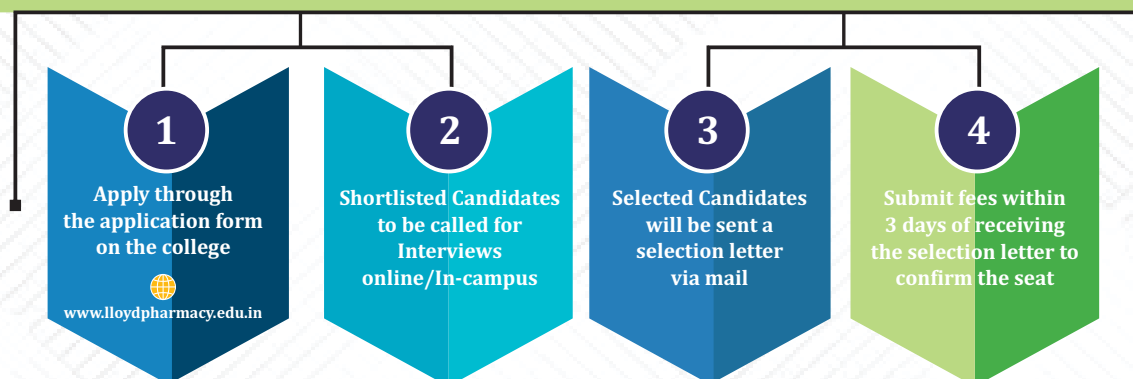 1
Apply through
the application form
on the college
www.lloydpharmacy.edu.in
2
Shortlisted Candidates
to be called for
Interviews
online/In-campus
3
Selected Candidates
will be sent a
selection letter
via mail
4
Submit fees within
3 days of receiving
the selection letter to
confirm the seat